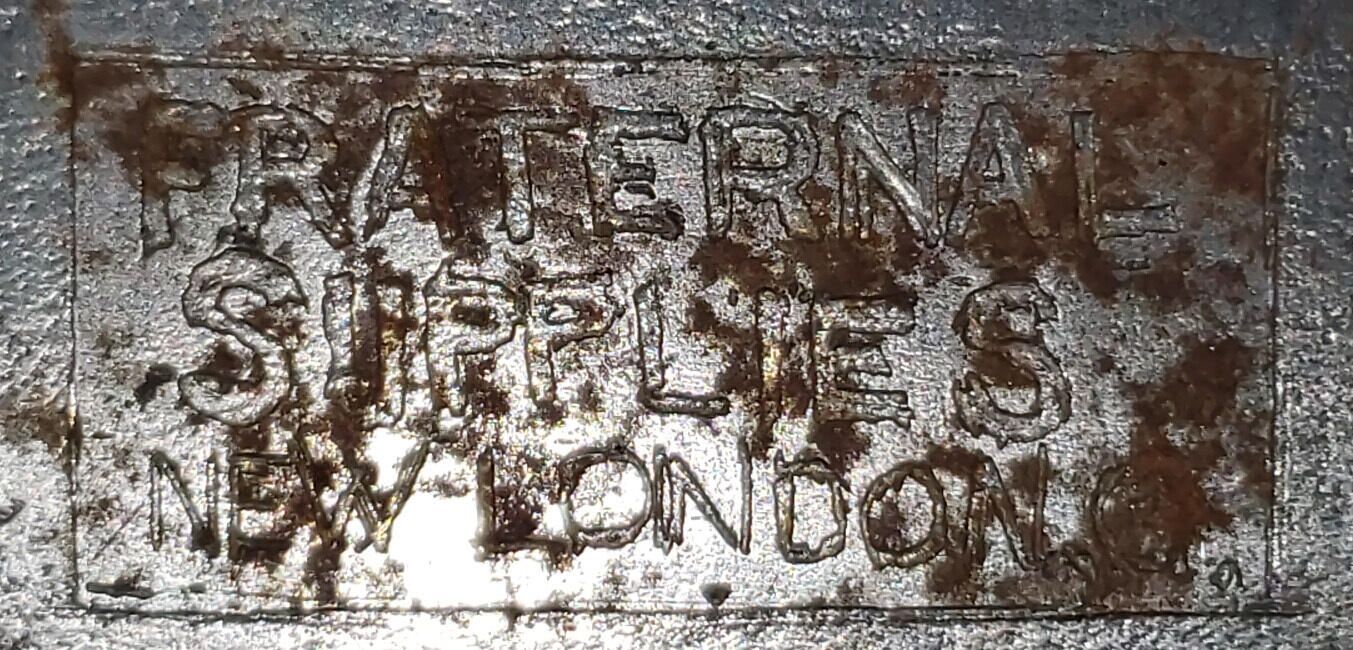 FRATERNAL
SUPPLIES
NEW LONDON, O.